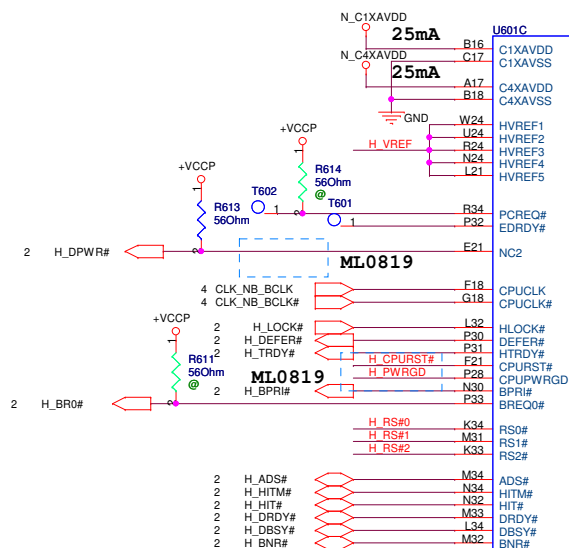 N_C1XAVDD
25mA
U601C
B16 C1XAVDD
C17 C1XAVSS
N_C4XAVDD
25mA
A17 C4XAVDD
B18 C4XAVSS
GND
W24 HVREF1
U24 HVREF2
+VCCP
H_VREF R24 HVREF3
N24 HVREF4
L21 HVREF5
1
R614
56Ohm
@
2
+VCCP
1
R613
56Ohm
T602
1
T601
1
R34 PCREQ#
P32 EDRDY#
2
2 H_DPWR# E21 NC2
ML0819
4 CLK_NB_BCLK F18 CPUCLK
4 CLK_NB_BCLK# G18 CPUCLK#
+VCCP
2 H_LOCK# L32 HLOCK#
2 H_DEFER# P30 DEFER#
2 H_TRDY# P31 HTRDY#
1
R611
56Ohm
@
H_CPURST# F21 CPURST#
ML0819
H_PWRGD P28 CPUPWRGD
2 H_BPRI# N30 BPRI#
2
2 H_BR0# P33 BREQ0#
H_RS#0 K34 RS0#
H_RS#1 M31 RS1#
H_RS#2 K33 RS2#
2 H_ADS# M34 ADS#
2 H_HITM# N34 HITM#
2 H_HIT# N32 HIT#
2 H_DRDY# M33 DRDY#
2 H_DBSY# L34 DBSY#
2 H_BNR# M32 BNR#